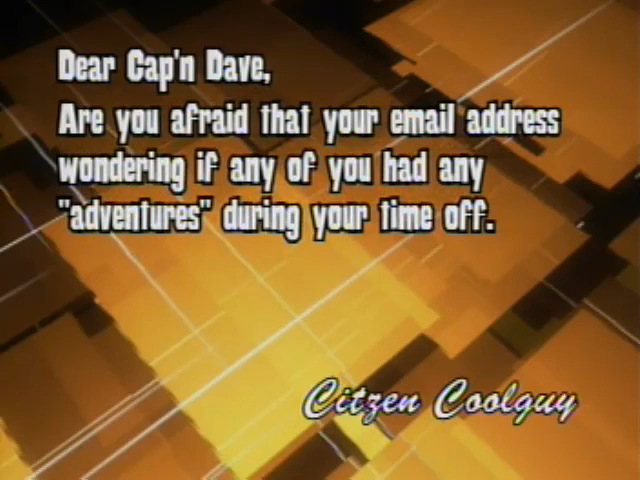 Dear Cap'n Dave,
Are you afraid that your email address
wondering if any of you had any
"adventures" during your time off.
Citzen Coolguy